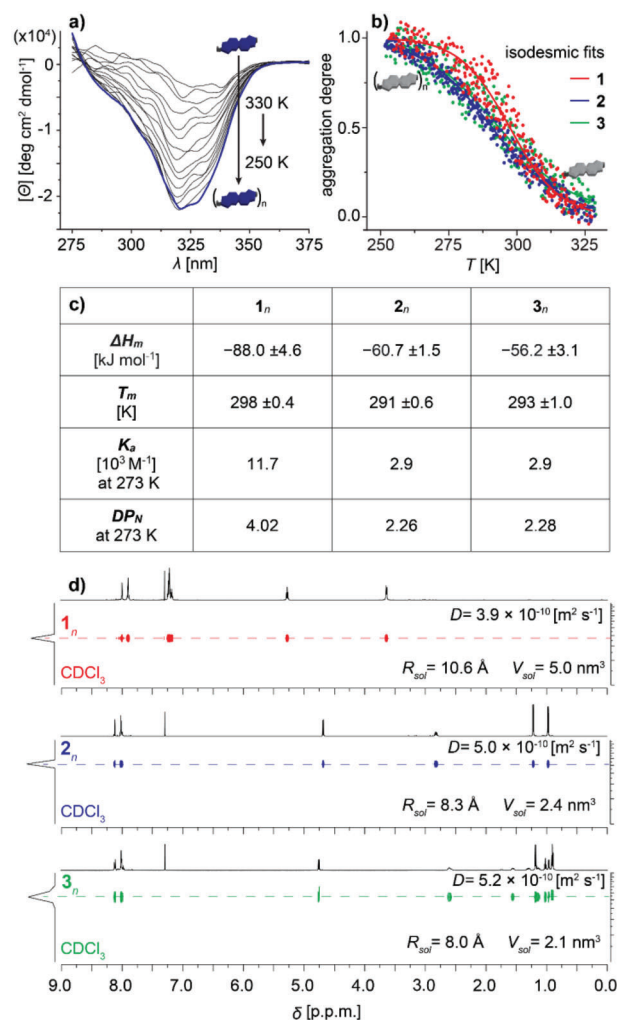 a)
(x10⁴)
[Θ] [deg cm² dmol⁻¹]
0
-1
-2
330 K
250 K
( )n
275 300 325 350 375
λ [nm]
b)
aggregation degree
1.0
0.5
0.0
isodesmic fits
1
2
3
( )n
250 275 300 325
T [K]
c) 1n 2n 3n
ΔHm −88.0 ±4.6 −60.7 ±1.5 −56.2 ±3.1
[kJ mol⁻¹]
Tm 298 ±0.4 291 ±0.6 293 ±1.0
[K]
Ka 11.7 2.9 2.9
[10³ M⁻¹]
at 273 K
DPN 4.02 2.26 2.28
at 273 K
d)
D= 3.9 × 10⁻¹⁰ [m² s⁻¹]
1n
CDCl₃
Rsol = 10.6 Å Vsol = 5.0 nm³
D= 5.0 × 10⁻¹⁰ [m² s⁻¹]
2n
CDCl₃
Rsol = 8.3 Å Vsol = 2.4 nm³
D= 5.2 × 10⁻¹⁰ [m² s⁻¹]
3n
CDCl₃
Rsol = 8.0 Å Vsol = 2.1 nm³
9.0 8.0 7.0 6.0 5.0 4.0 3.0 2.0 1.0 0.0
δ [p.p.m.]